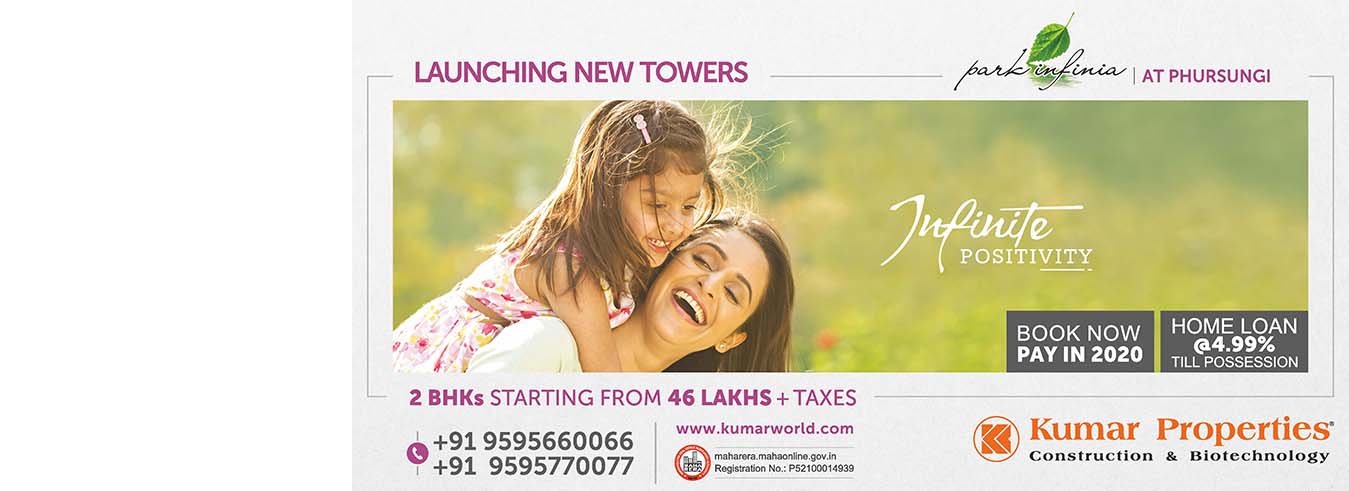 LAUNCHING NEW TOWERS
park infinia | AT PHURSUNGI
Infinite
POSITIVITY
BOOK NOW
PAY IN 2020
HOME LOAN
@4.99%
TILL POSSESSION
2 BHKs STARTING FROM 46 LAKHS + TAXES
+91 9595660066
+91 9595770077
www.kumarworld.com
maharera.mahaonline.gov.in
Registration No.: P52100014939
Kumar Properties®
Construction & Biotechnology